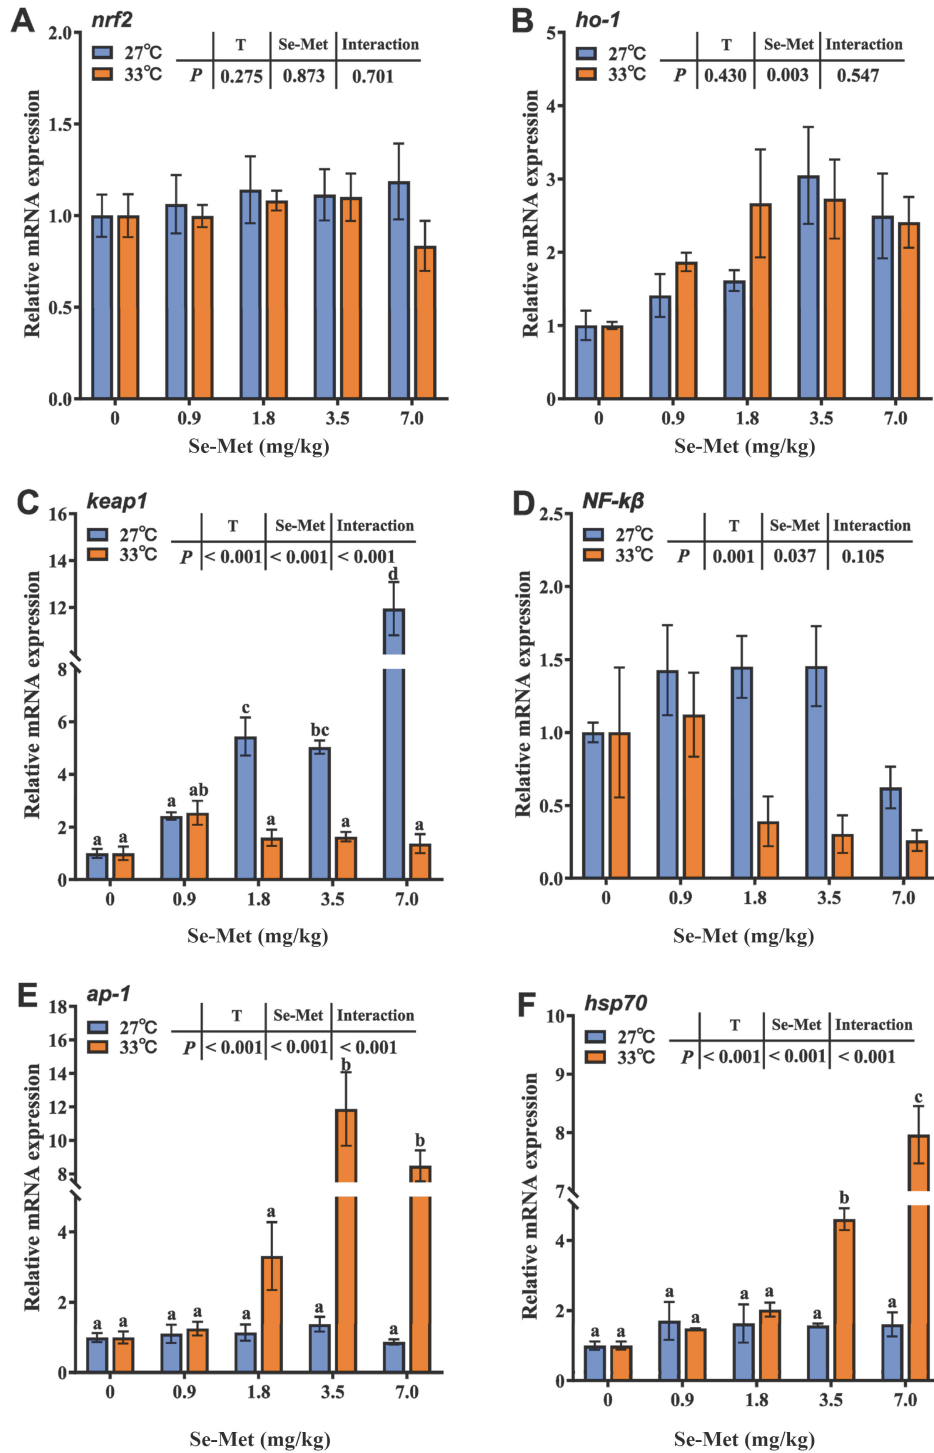 A nrf2
27°C
33°C
T Se-Met Interaction
P 0.275 0.873 0.701
Relative mRNA expression
2.0
1.5
1.0
0.5
0.0
0 0.9 1.8 3.5 7.0
Se-Met (mg/kg)
B ho-1
27°C
33°C
T Se-Met Interaction
P 0.430 0.003 0.547
Relative mRNA expression
5
4
3
2
1
0
0 0.9 1.8 3.5 7.0
Se-Met (mg/kg)
C keap1
27°C
33°C
T Se-Met Interaction
P < 0.001 < 0.001 < 0.001
Relative mRNA expression
16
14
12
8
6
4
2
0
a a a ab c a bc a d a
0 0.9 1.8 3.5 7.0
Se-Met (mg/kg)
D NF-kβ
27°C
33°C
T Se-Met Interaction
P 0.001 0.037 0.105
Relative mRNA expression
2.5
2.0
1.5
1.0
0.5
0.0
0 0.9 1.8 3.5 7.0
Se-Met (mg/kg)
E ap-1
27°C
33°C
T Se-Met Interaction
P < 0.001 < 0.001 < 0.001
Relative mRNA expression
18
16
14
12
10
8
4
2
0
a a a a a a a b a b
0 0.9 1.8 3.5 7.0
Se-Met (mg/kg)
F hsp70
27°C
33°C
T Se-Met Interaction
P < 0.001 < 0.001 < 0.001
Relative mRNA expression
10
9
8
7
4
2
0
a a a a a a a b a c
0 0.9 1.8 3.5 7.0
Se-Met (mg/kg)